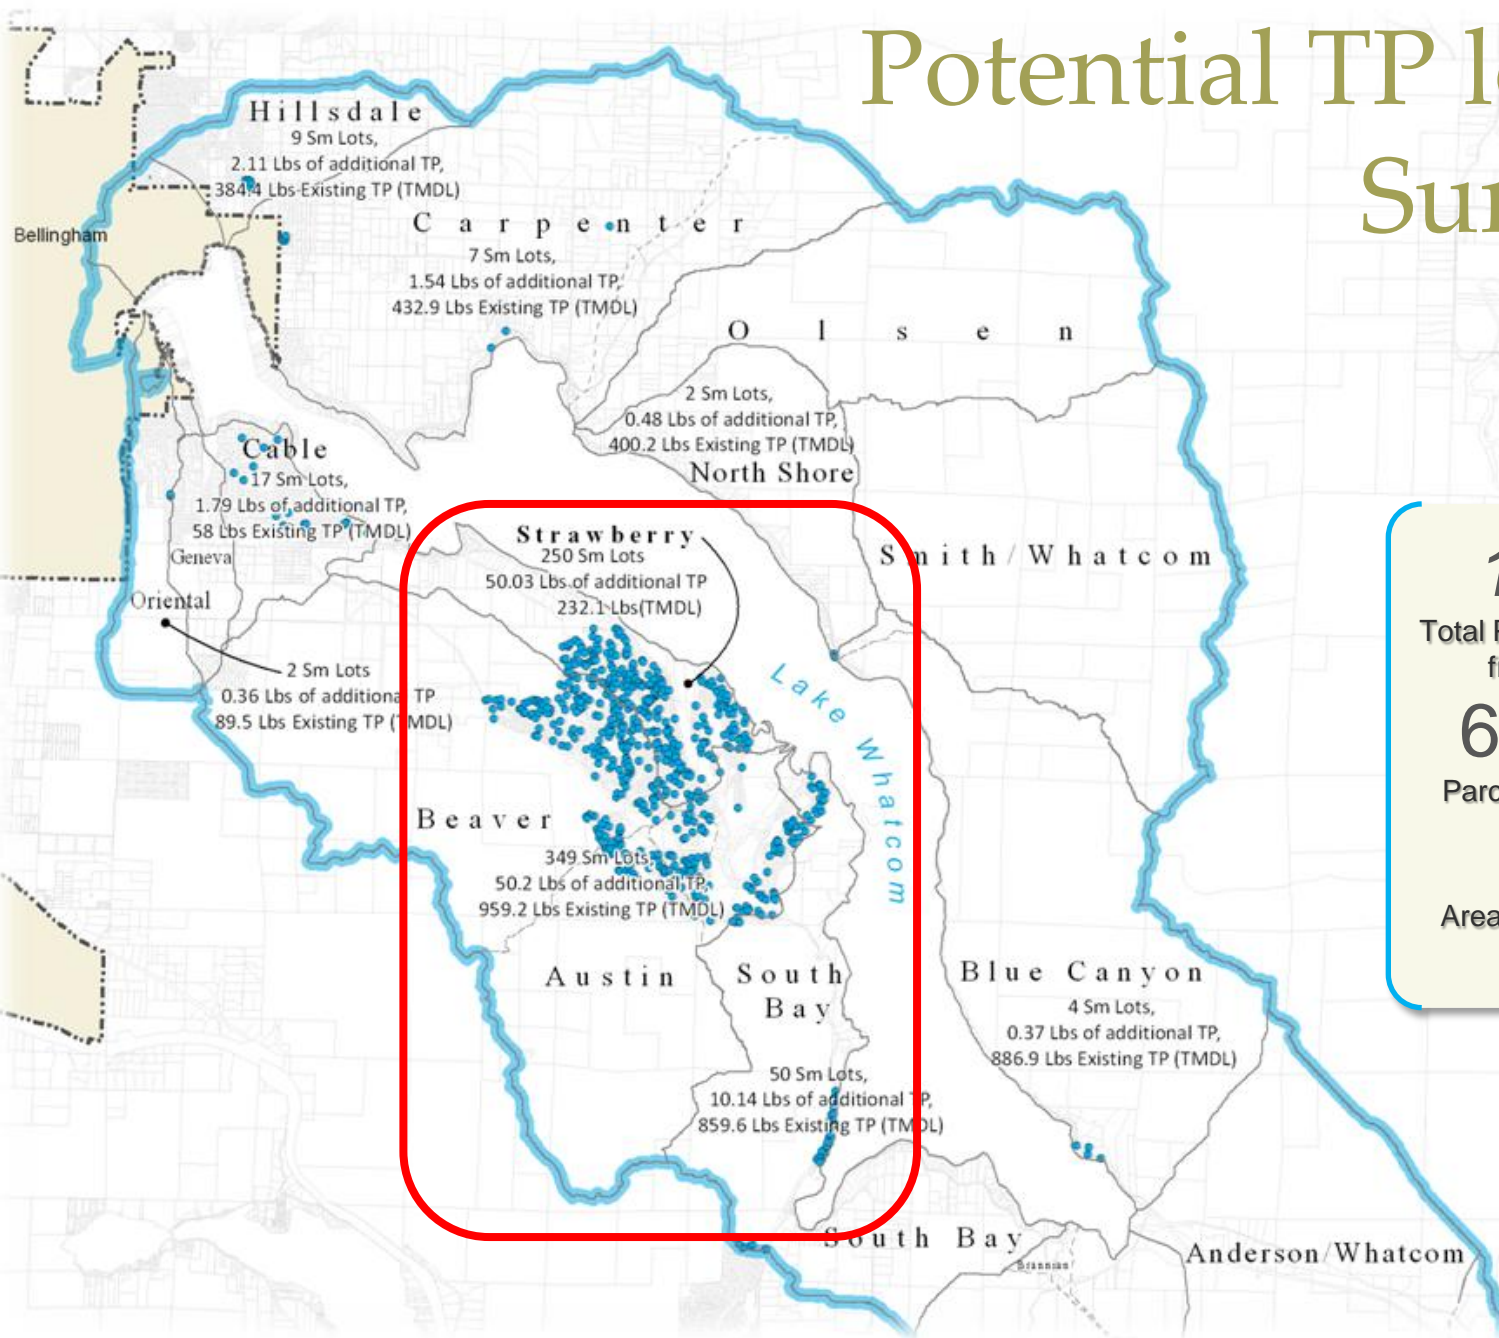 Potential TP l
Sur
Hillsdale
9 Sm Lots,
2.11 Lbs of additional TP,
384.4 Lbs Existing TP (TMDL)
Bellingham
Carpenter
7 Sm Lots,
1.54 Lbs of additional TP,
432.9 Lbs Existing TP (TMDL)
Olsen
2 Sm Lots,
0.48 Lbs of additional TP,
400.2 Lbs Existing TP (TMDL)
North Shore
Cable
17 Sm Lots,
1.79 Lbs of additional TP,
58 Lbs Existing TP (TMDL)
Geneva
Oriental
2 Sm Lots
0.36 Lbs of additional TP
89.5 Lbs Existing TP (TMDL)
Strawberry
250 Sm Lots
50.03 Lbs of additional TP
232.1 Lbs(TMDL)
Smith/Whatcom
Lake Whatcom
Total
6
Parc
Area
Beaver
349 Sm Lots,
50.2 Lbs of additional TP,
959.2 Lbs Existing TP (TMDL)
Austin
South
Bay
Blue Canyon
4 Sm Lots,
0.37 Lbs of additional TP,
886.9 Lbs Existing TP (TMDL)
50 Sm Lots,
10.14 Lbs of additional TP,
859.6 Lbs Existing TP (TMDL)
South Bay
Brannian
Anderson/Whatcom